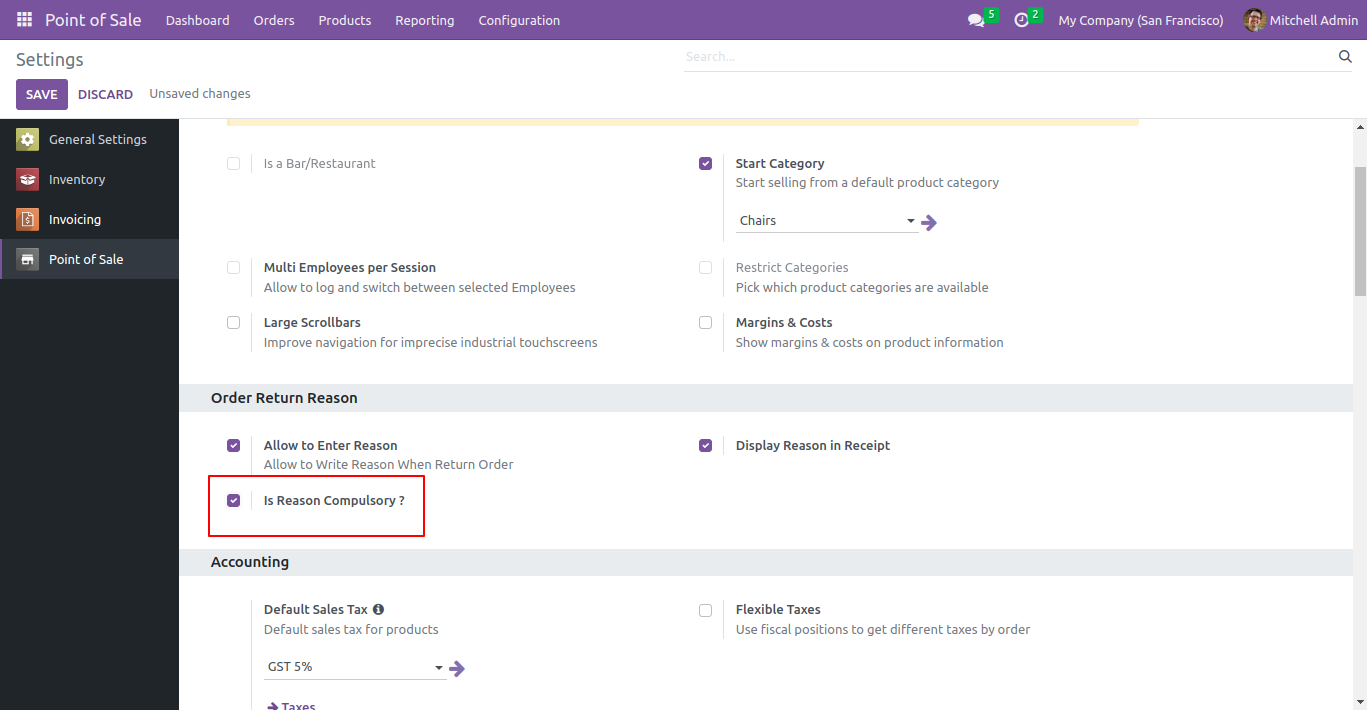 Point of Sale Dashboard Orders Products Reporting Configuration 5 2 My Company (San Francisco) Mitchell Admin
Settings
Search...
SAVE DISCARD Unsaved changes
General Settings
Inventory
Invoicing
Point of Sale
Is a Bar/Restaurant
Start Category
Start selling from a default product category
Chairs
Multi Employees per Session
Allow to log and switch between selected Employees
Restrict Categories
Pick which product categories are available
Large Scrollbars
Improve navigation for imprecise industrial touchscreens
Margins & Costs
Show margins & costs on product information
Order Return Reason
Allow to Enter Reason
Allow to Write Reason When Return Order
Display Reason in Receipt
Is Reason Compulsory ?
Accounting
Default Sales Tax
Default sales tax for products
GST 5%
Taxes
Flexible Taxes
Use fiscal positions to get different taxes by order